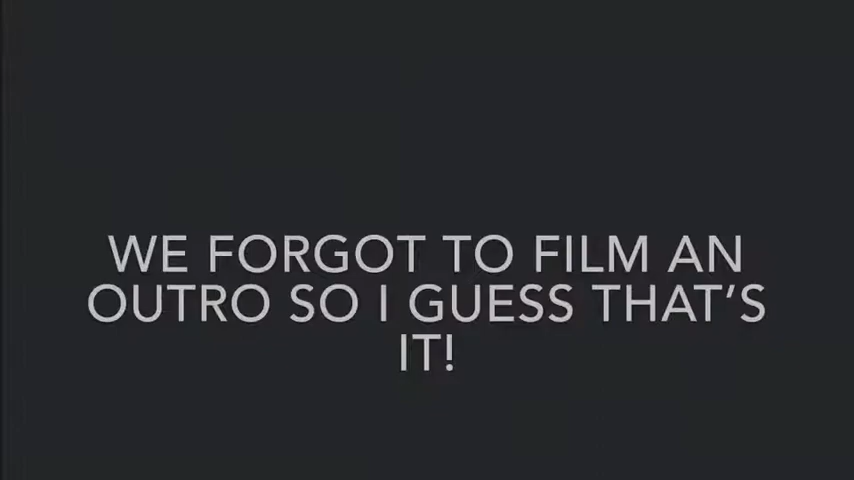 WE FORGOT TO FILM AN
OUTRO SO I GUESS THAT’S
IT!